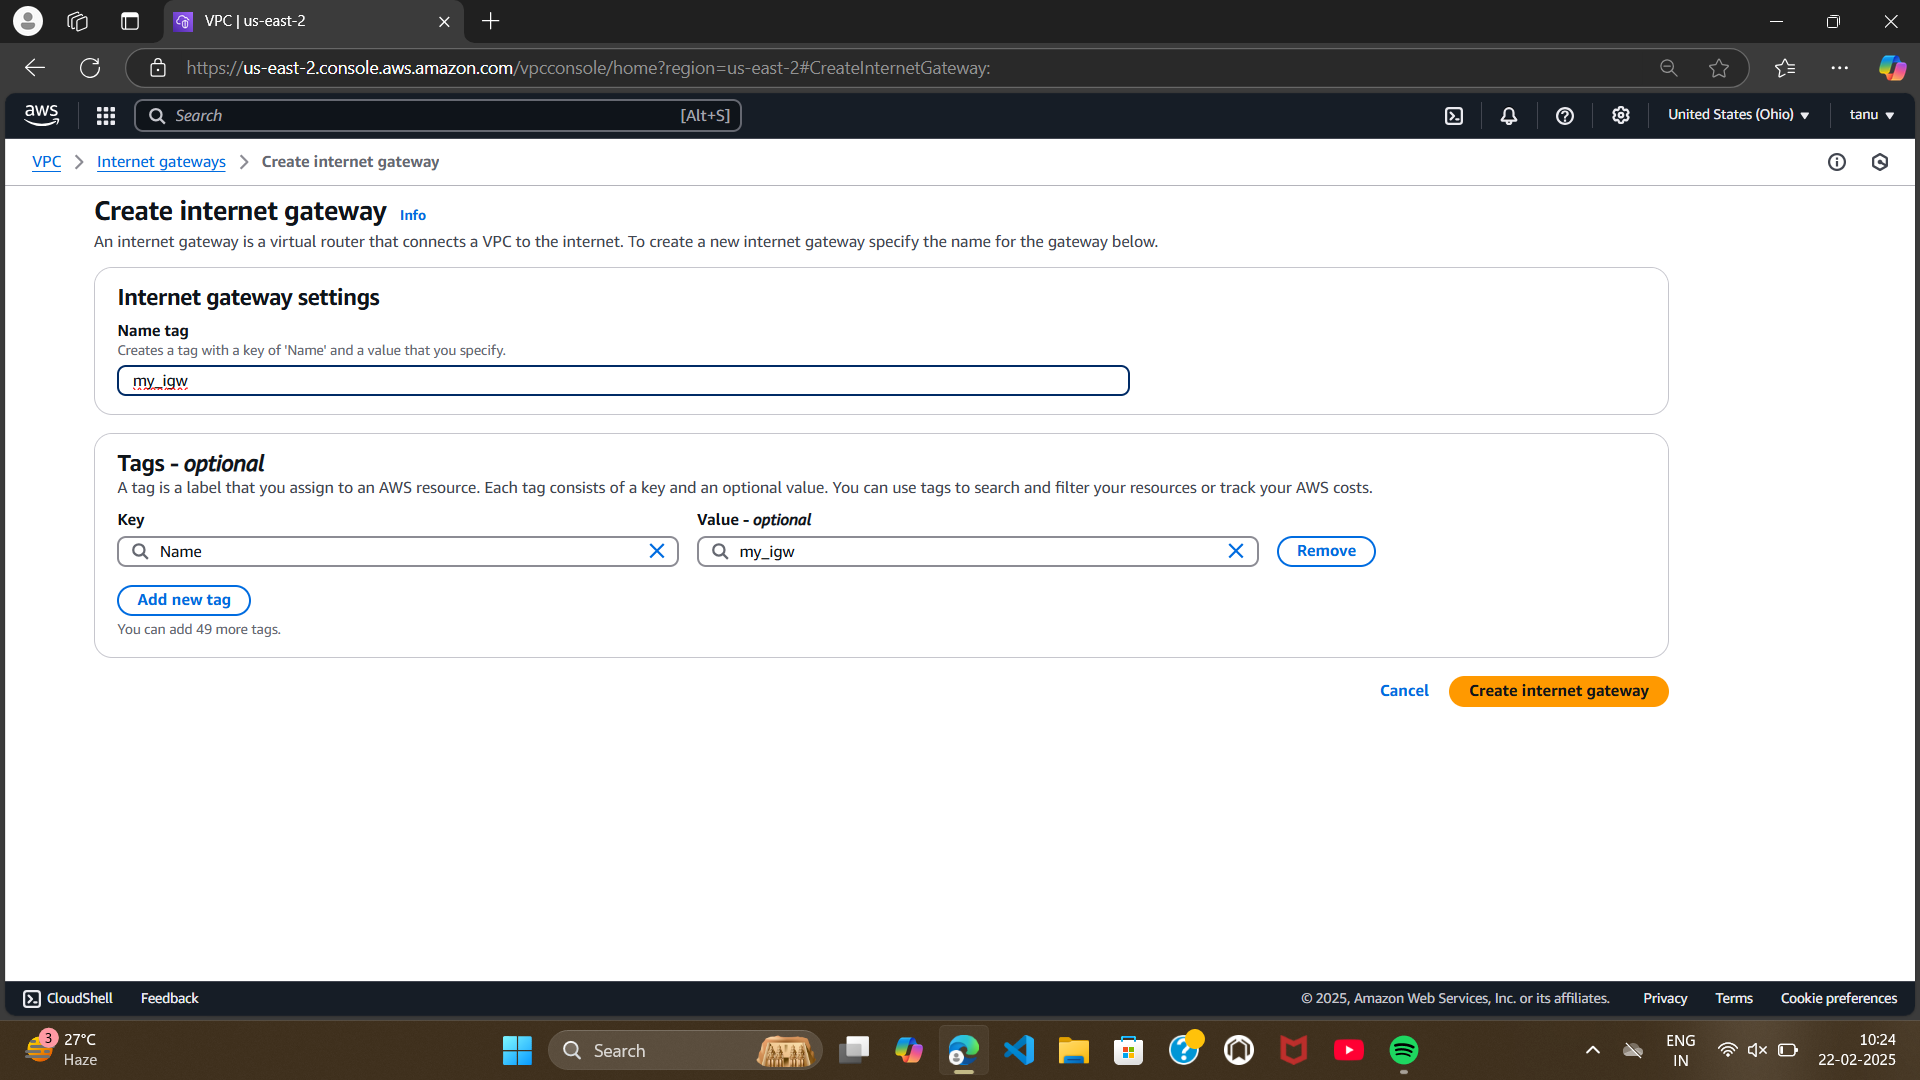 VPC | us-east-2
https://us-east-2.console.aws.amazon.com/vpcconsole/home?region=us-east-2#CreateInternetGateway:
aws Search [Alt+S] United States (Ohio) tanu
VPC Internet gateways Create internet gateway
Create internet gateway Info
An internet gateway is a virtual router that connects a VPC to the internet. To create a new internet gateway specify the name for the gateway below.
Internet gateway settings
Name tag
Creates a tag with a key of 'Name' and a value that you specify.
my_igw
Tags - optional
A tag is a label that you assign to an AWS resource. Each tag consists of a key and an optional value. You can use tags to search and filter your resources or track your AWS costs.
Key Value - optional
Name my_igw Remove
Add new tag
You can add 49 more tags.
Cancel Create internet gateway
CloudShell Feedback © 2025, Amazon Web Services, Inc. or its affiliates. Privacy Terms Cookie preferences
3 27°C Search ENG 10:24
Haze IN 22-02-2025